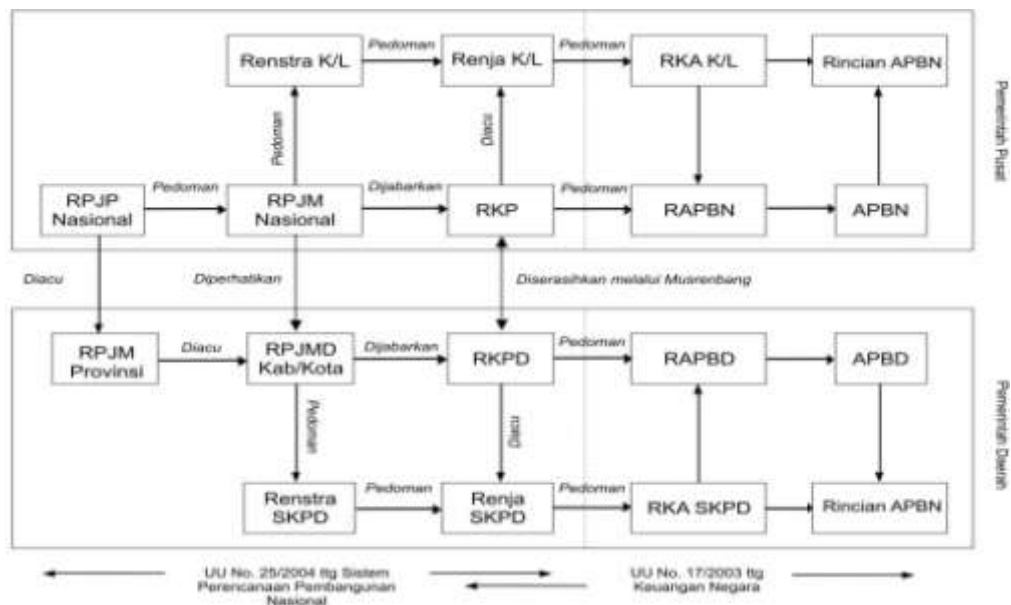 Renstra K/L
Pedoman
Renja K/L
Pedoman
RKA K/L
Rincian APBN
Pedoman
Diacu
RPJP
Nasional
Pedoman
RPJM
Nasional
Dijabarkan
RKP
Pedoman
RAPBN
APBN
Pemerintah Pusat
Diacu
Diperhatikan
Diserasihkan melalui Musrenbang
RPJM
Provinsi
Diacu
RPJMD
Kab/Kota
Dijabarkan
RKPD
Pedoman
RAPBD
APBD
Pedoman
Diacu
Renstra
SKPD
Pedoman
Renja
SKPD
Pedoman
RKA SKPD
Rincian APBN
Pemerintah Daerah
UU No. 25/2004 ttg Sistem
Perencanaan Pembangunan
Nasional
UU No. 17/2003 ttg
Keuangan Negara